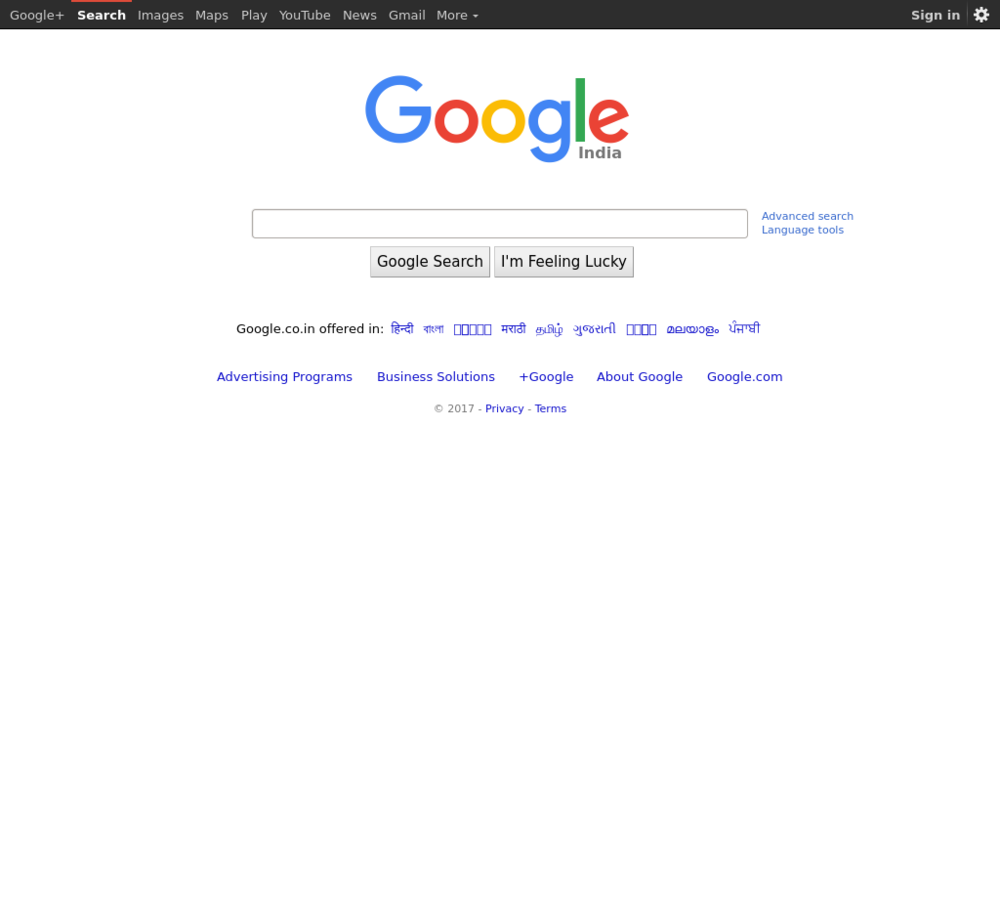 Google+ Search Images Maps Play YouTube News Gmail More Sign in
Google
India
Advanced search
Language tools
Google Search I'm Feeling Lucky
Google.co.in offered in: हिन्दी বাংলা मराठी தமிழ் ગુજરાતી മലയാളം ਪੰਜਾਬੀ
Advertising Programs Business Solutions +Google About Google Google.com
© 2017 - Privacy - Terms